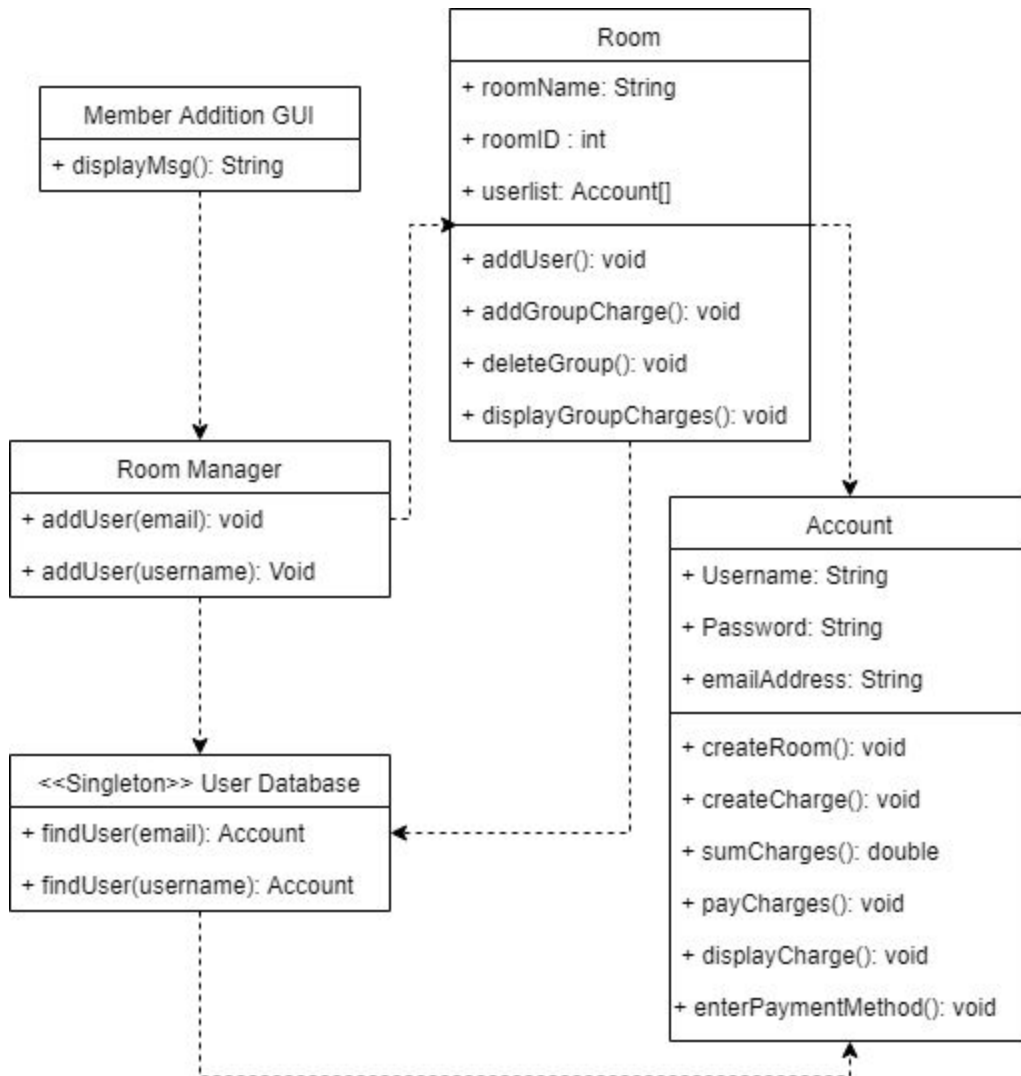 Room
+ roomName: String
+ roomID : int
+ userlist: Account[]
+ addUser(): void
+ addGroupCharge(): void
+ deleteGroup(): void
+ displayGroupCharges(): void
Member Addition GUI
+ displayMsg(): String
Room Manager
+ addUser(email): void
+ addUser(username): Void
Account
+ Username: String
+ Password: String
+ emailAddress: String
+ createRoom(): void
+ createCharge(): void
+ sumCharges(): double
+ payCharges(): void
+ displayCharge(): void
+ enterPaymentMethod(): void
<<Singleton>> User Database
+ findUser(email): Account
+ findUser(username): Account